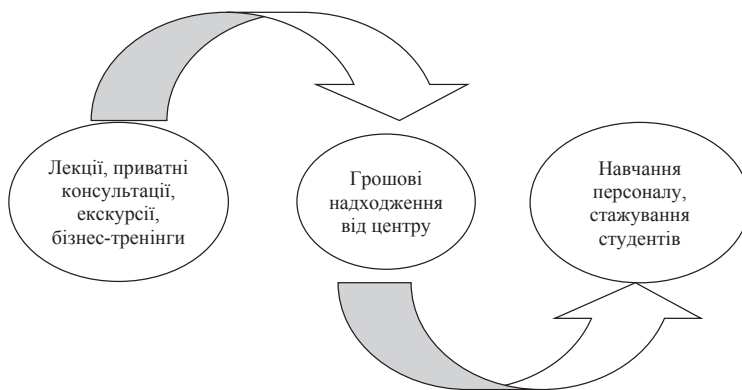 Лекції, приватні
консультації,
екскурсії,
бізнес-тренінги
Грошові
надходження
від центру
Навчання
персоналу,
стажування
студентів